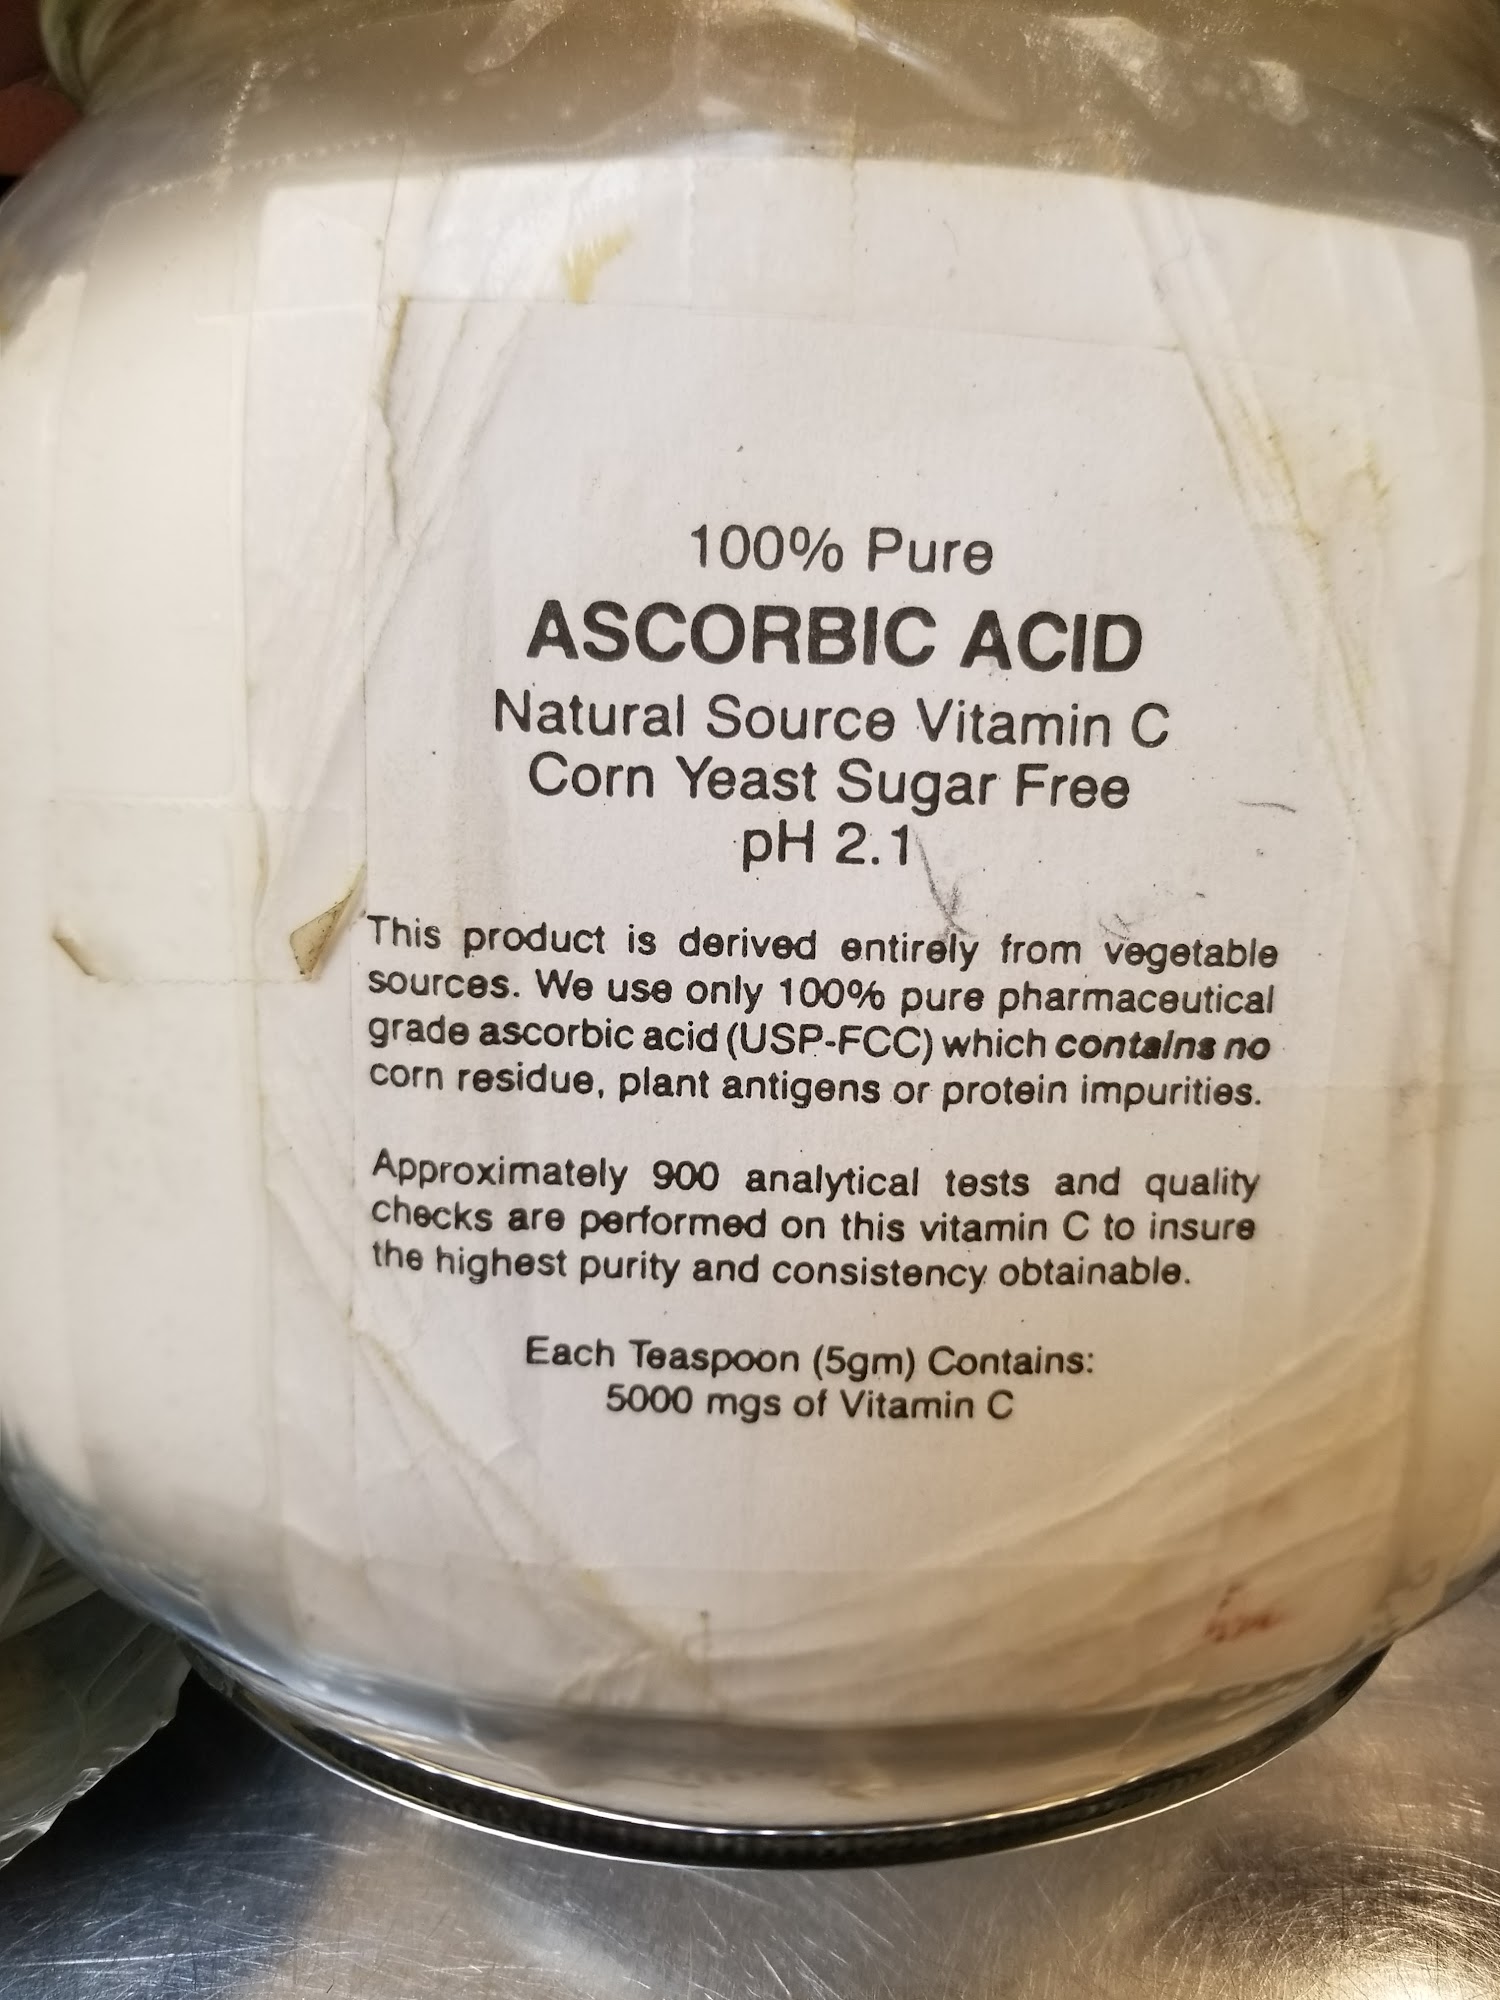 100% Pure
ASCORBIC ACID
Natural Source Vitamin C
Corn Yeast Sugar Free
pH 2.1
This product is derived entirely from vegetable
sources. We use only 100% pure pharmaceutical
grade ascorbic acid (USP-FCC) which contains no
corn residue, plant antigens or protein impurities.
Approximately 900 analytical tests and quality
checks are performed on this vitamin C to insure
the highest purity and consistency obtainable.
Each Teaspoon (5gm) Contains:
5000 mgs of Vitamin C